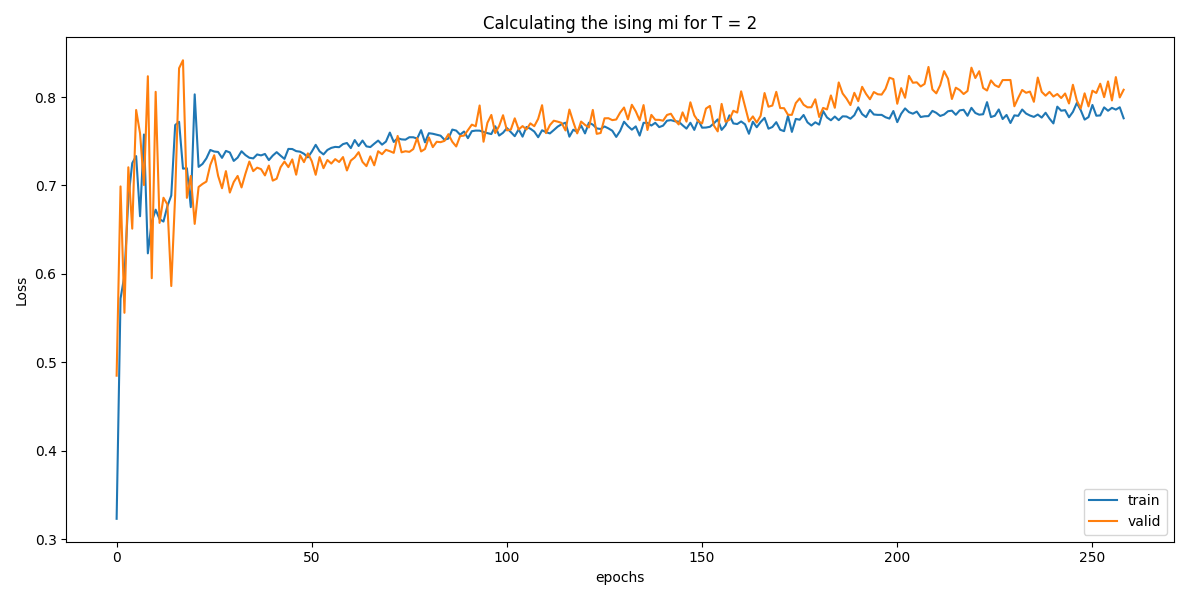 Calculating the ising mi for T = 2
Loss
0.8
0.7
0.6
0.5
0.4
0.3
0 50 100 150 200 250
epochs
train
valid